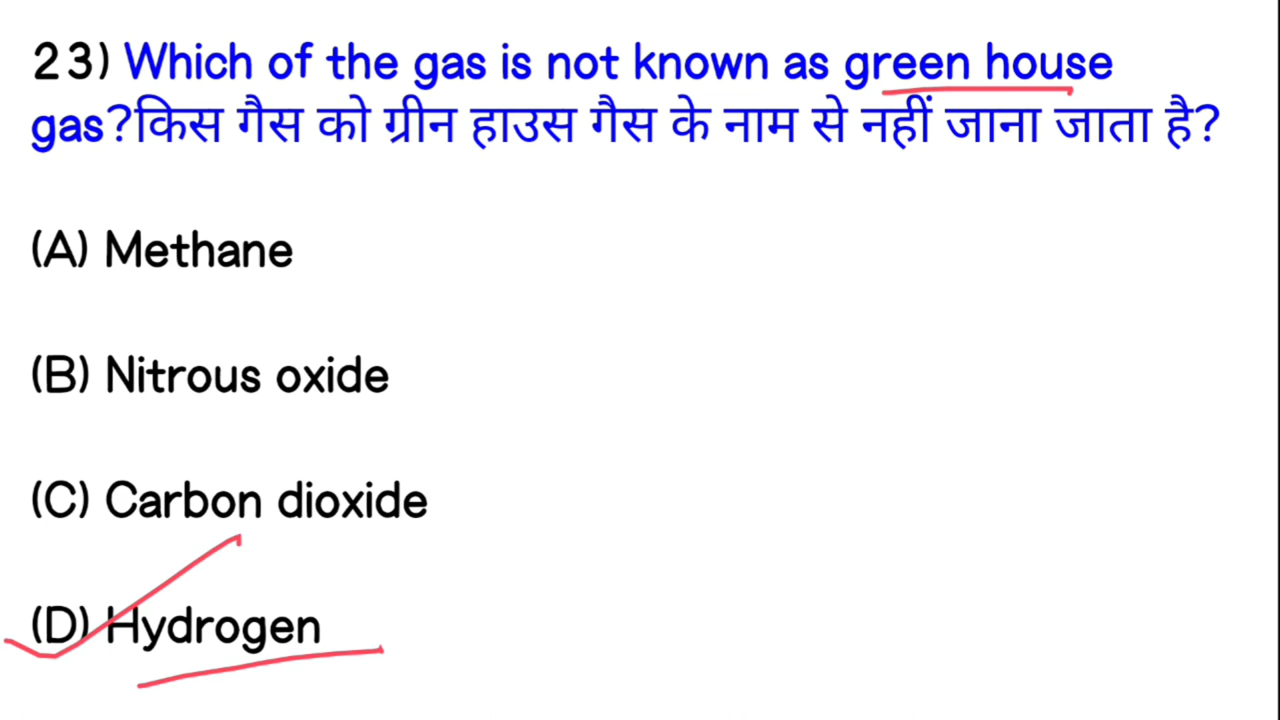 23) Which of the gas is not known as green house
gas?किस गैस को ग्रीन हाउस गैस के नाम से नहीं जाना जाता है?
(A) Methane
(B) Nitrous oxide
(C) Carbon dioxide
(D) Hydrogen